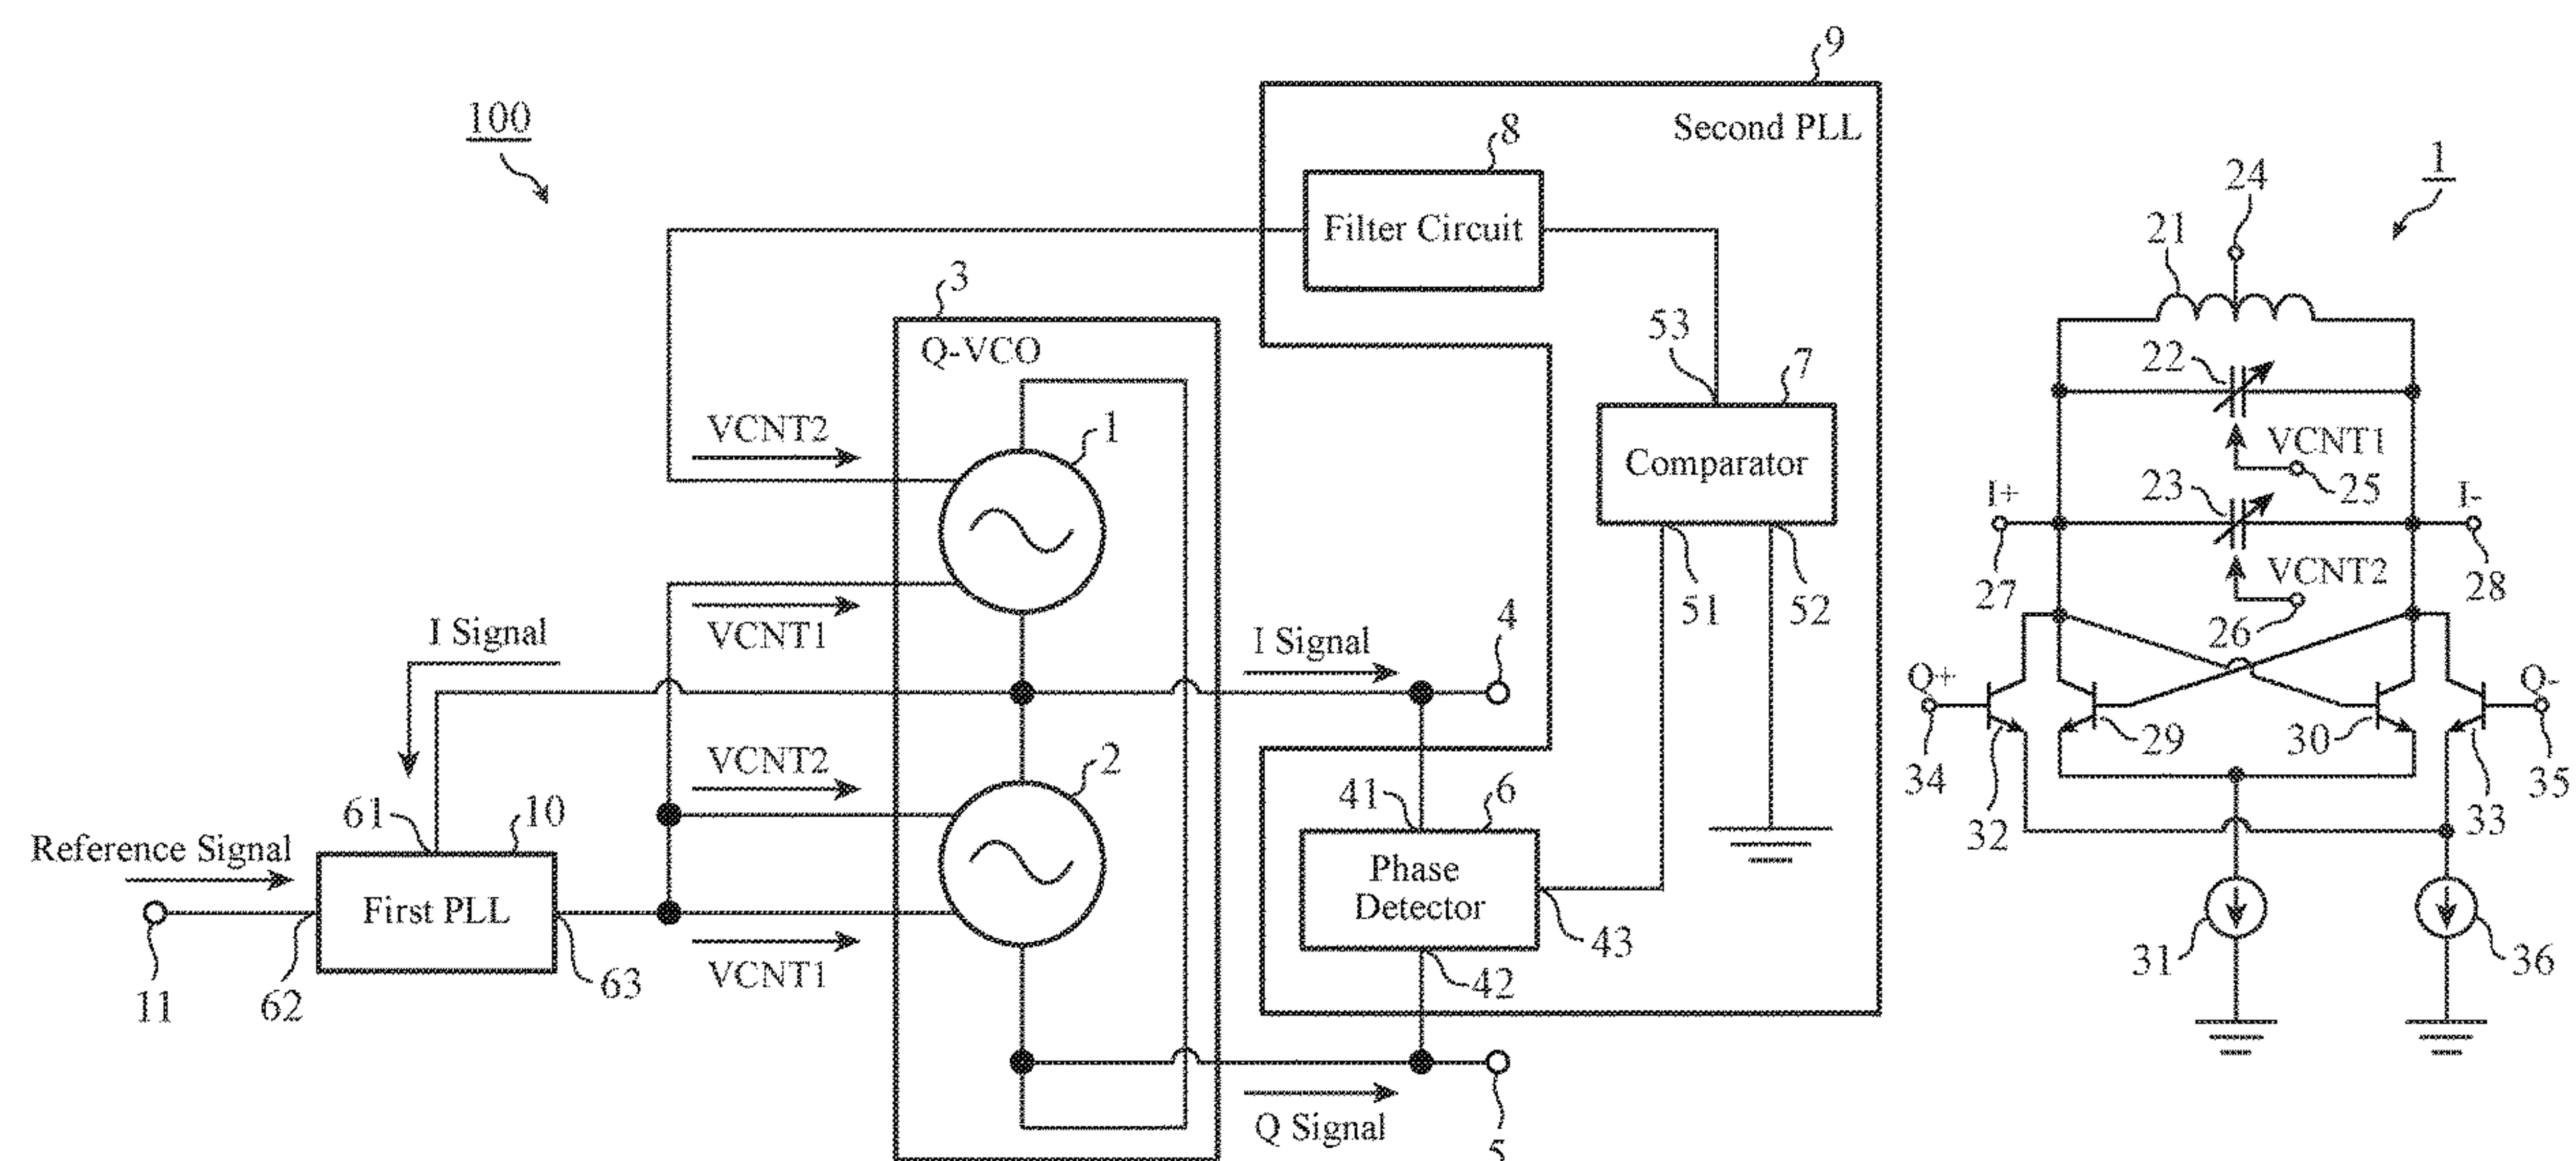 100
9
Second PLL
8
Filter Circuit
3
Q-VCO
53
7
Comparator
VCNT2
1
51
52
VCNT1
I Signal
I Signal
4
VCNT2
2
41
6
61
10
Reference Signal
First PLL
Phase
Detector
43
11
62
63
VCNT1
42
Q Signal
5
1
24
21
22
VCNT1
25
23
I+
I-
27
VCNT2
28
26
Q+
Q-
34
29
30
35
32
33
31
36